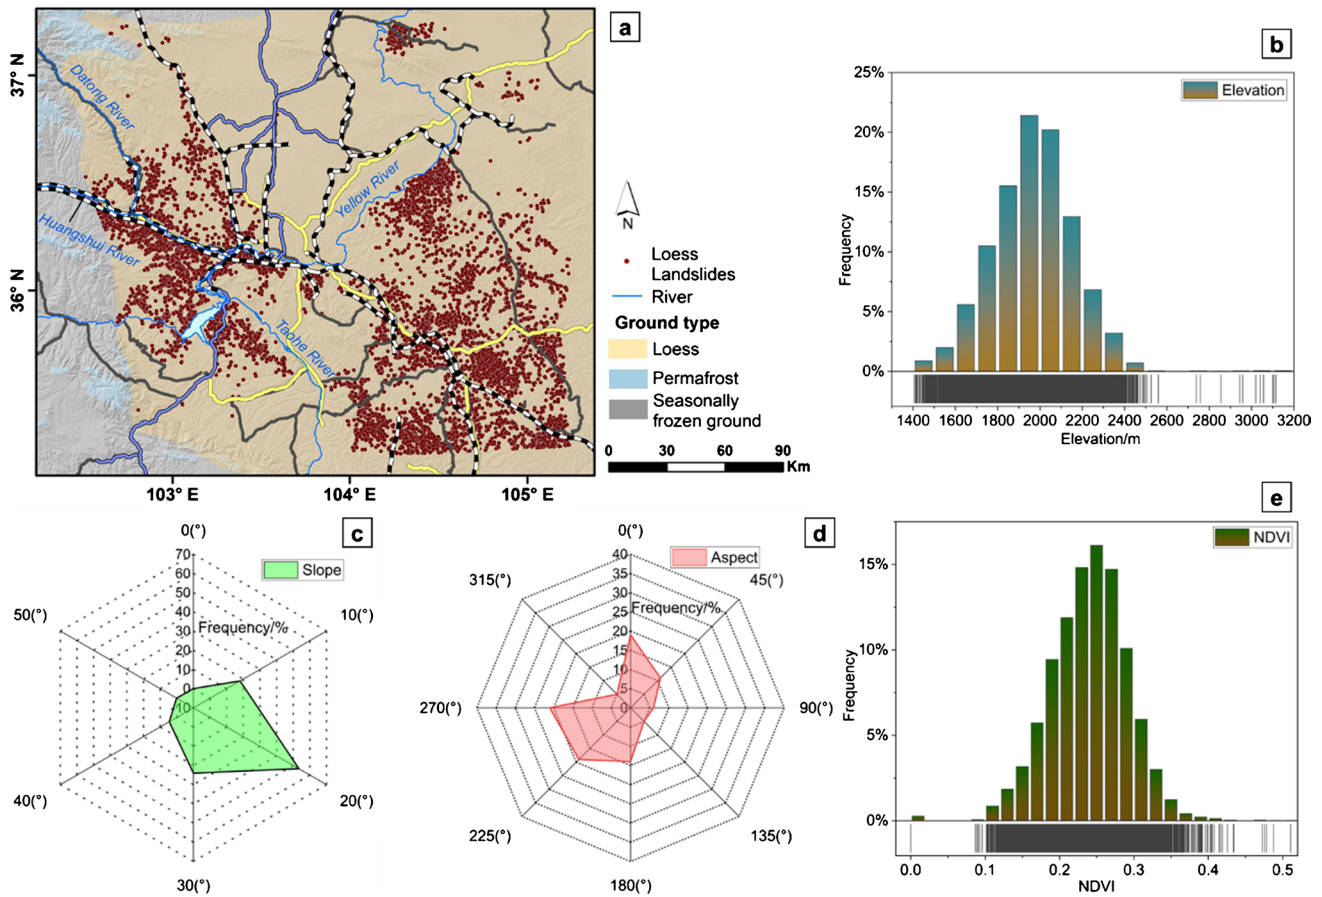 a
37° N
36° N
103° E
104° E
105° E
Datong River
Huangshui River
Yellow River
Taohe River
N
Loess
Landslides
River
Ground type
Loess
Permafrost
Seasonally
frozen ground
0 30 60 90
Km
b
Elevation
Frequency
25%
20%
15%
10%
5%
0%
1400 1600 1800 2000 2200 2400 2600 2800 3000 3200
Elevation/m
c
0(°)
Slope
70
60
50
40
30
20
10
0
10
Frequency/%
10(°)
20(°)
30(°)
40(°)
50(°)
d
0(°)
Aspect
40
35
30
25
20
15
10
5
0
Frequency/%
45(°)
90(°)
135(°)
180(°)
225(°)
270(°)
315(°)
e
NDVI
Frequency
15%
10%
5%
0%
0.0 0.1 0.2 0.3 0.4 0.5
NDVI